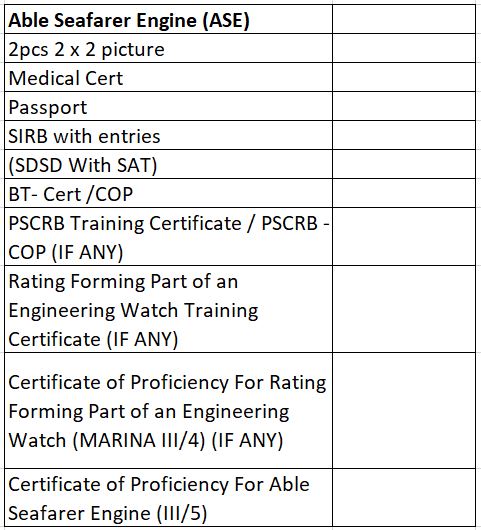 Able Seafarer Engine (ASE)
2pcs 2 x 2 picture
Medical Cert
Passport
SIRB with entries
(SDSD With SAT)
BT- Cert /COP
PSCRB Training Certificate / PSCRB -
COP (IF ANY)
Rating Forming Part of an
Engineering Watch Training
Certificate (IF ANY)
Certificate of Proficiency For Rating
Forming Part of an Engineering
Watch (MARINA III/4) (IF ANY)
Certificate of Proficiency For Able
Seafarer Engine (III/5)